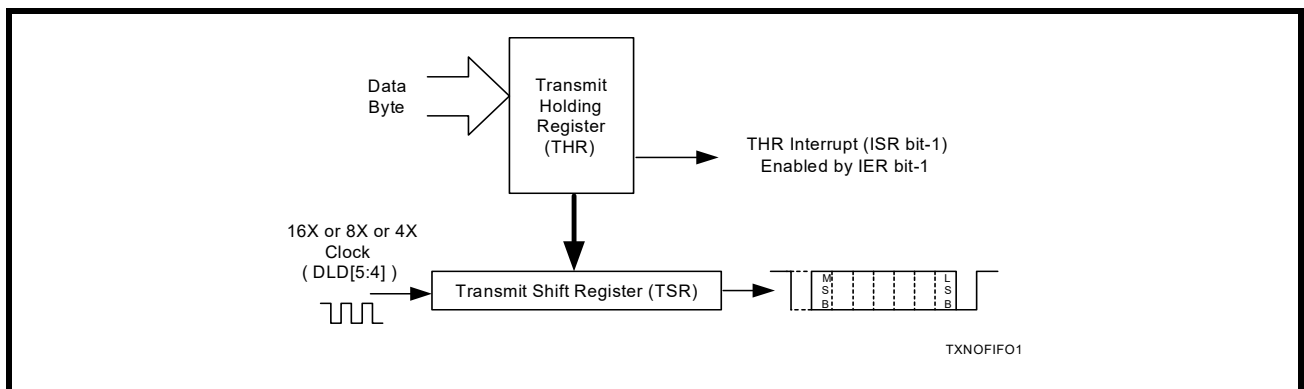 Data
Byte
Transmit
Holding
Register
(THR)
THR Interrupt (ISR bit-1)
Enabled by IER bit-1
16X or 8X or 4X
Clock
( DLD[5:4] )
Transmit Shift Register (TSR)
M
S
B
L
S
B
TXNOFIFO1